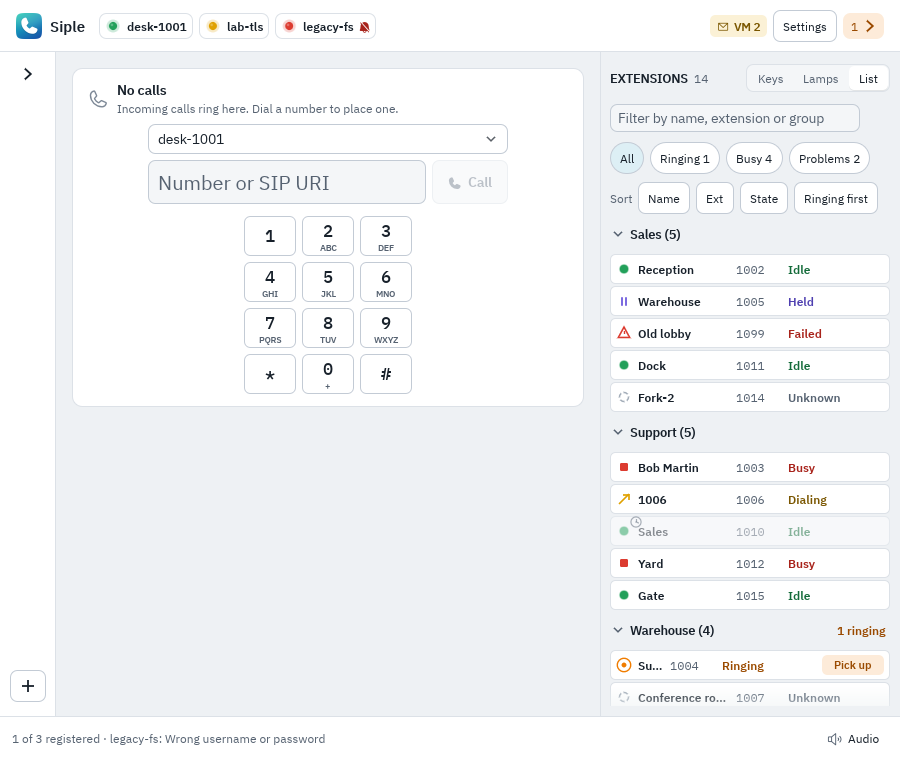 Siple
desk-1001
lab-tls
legacy-fs
VM 2
Settings
1
No calls
Incoming calls ring here. Dial a number to place one.
desk-1001
Number or SIP URI
Call
1
2
ABC
3
DEF
4
GHI
5
JKL
6
MNO
7
PQRS
8
TUV
9
WXYZ
*
0
+
#
EXTENSIONS 14
Keys
Lamps
List
Filter by name, extension or group
All
Ringing 1
Busy 4
Problems 2
Sort
Name
Ext
State
Ringing first
Sales (5)
Reception 1002 Idle
Warehouse 1005 Held
Old lobby 1099 Failed
Dock 1011 Idle
Fork-2 1014 Unknown
Support (5)
Bob Martin 1003 Busy
1006 1006 Dialing
Sales 1010 Idle
Yard 1012 Busy
Gate 1015 Idle
Warehouse (4) 1 ringing
Su... 1004 Ringing Pick up
Conference ro... 1007 Unknown
1 of 3 registered · legacy-fs: Wrong username or password
Audio